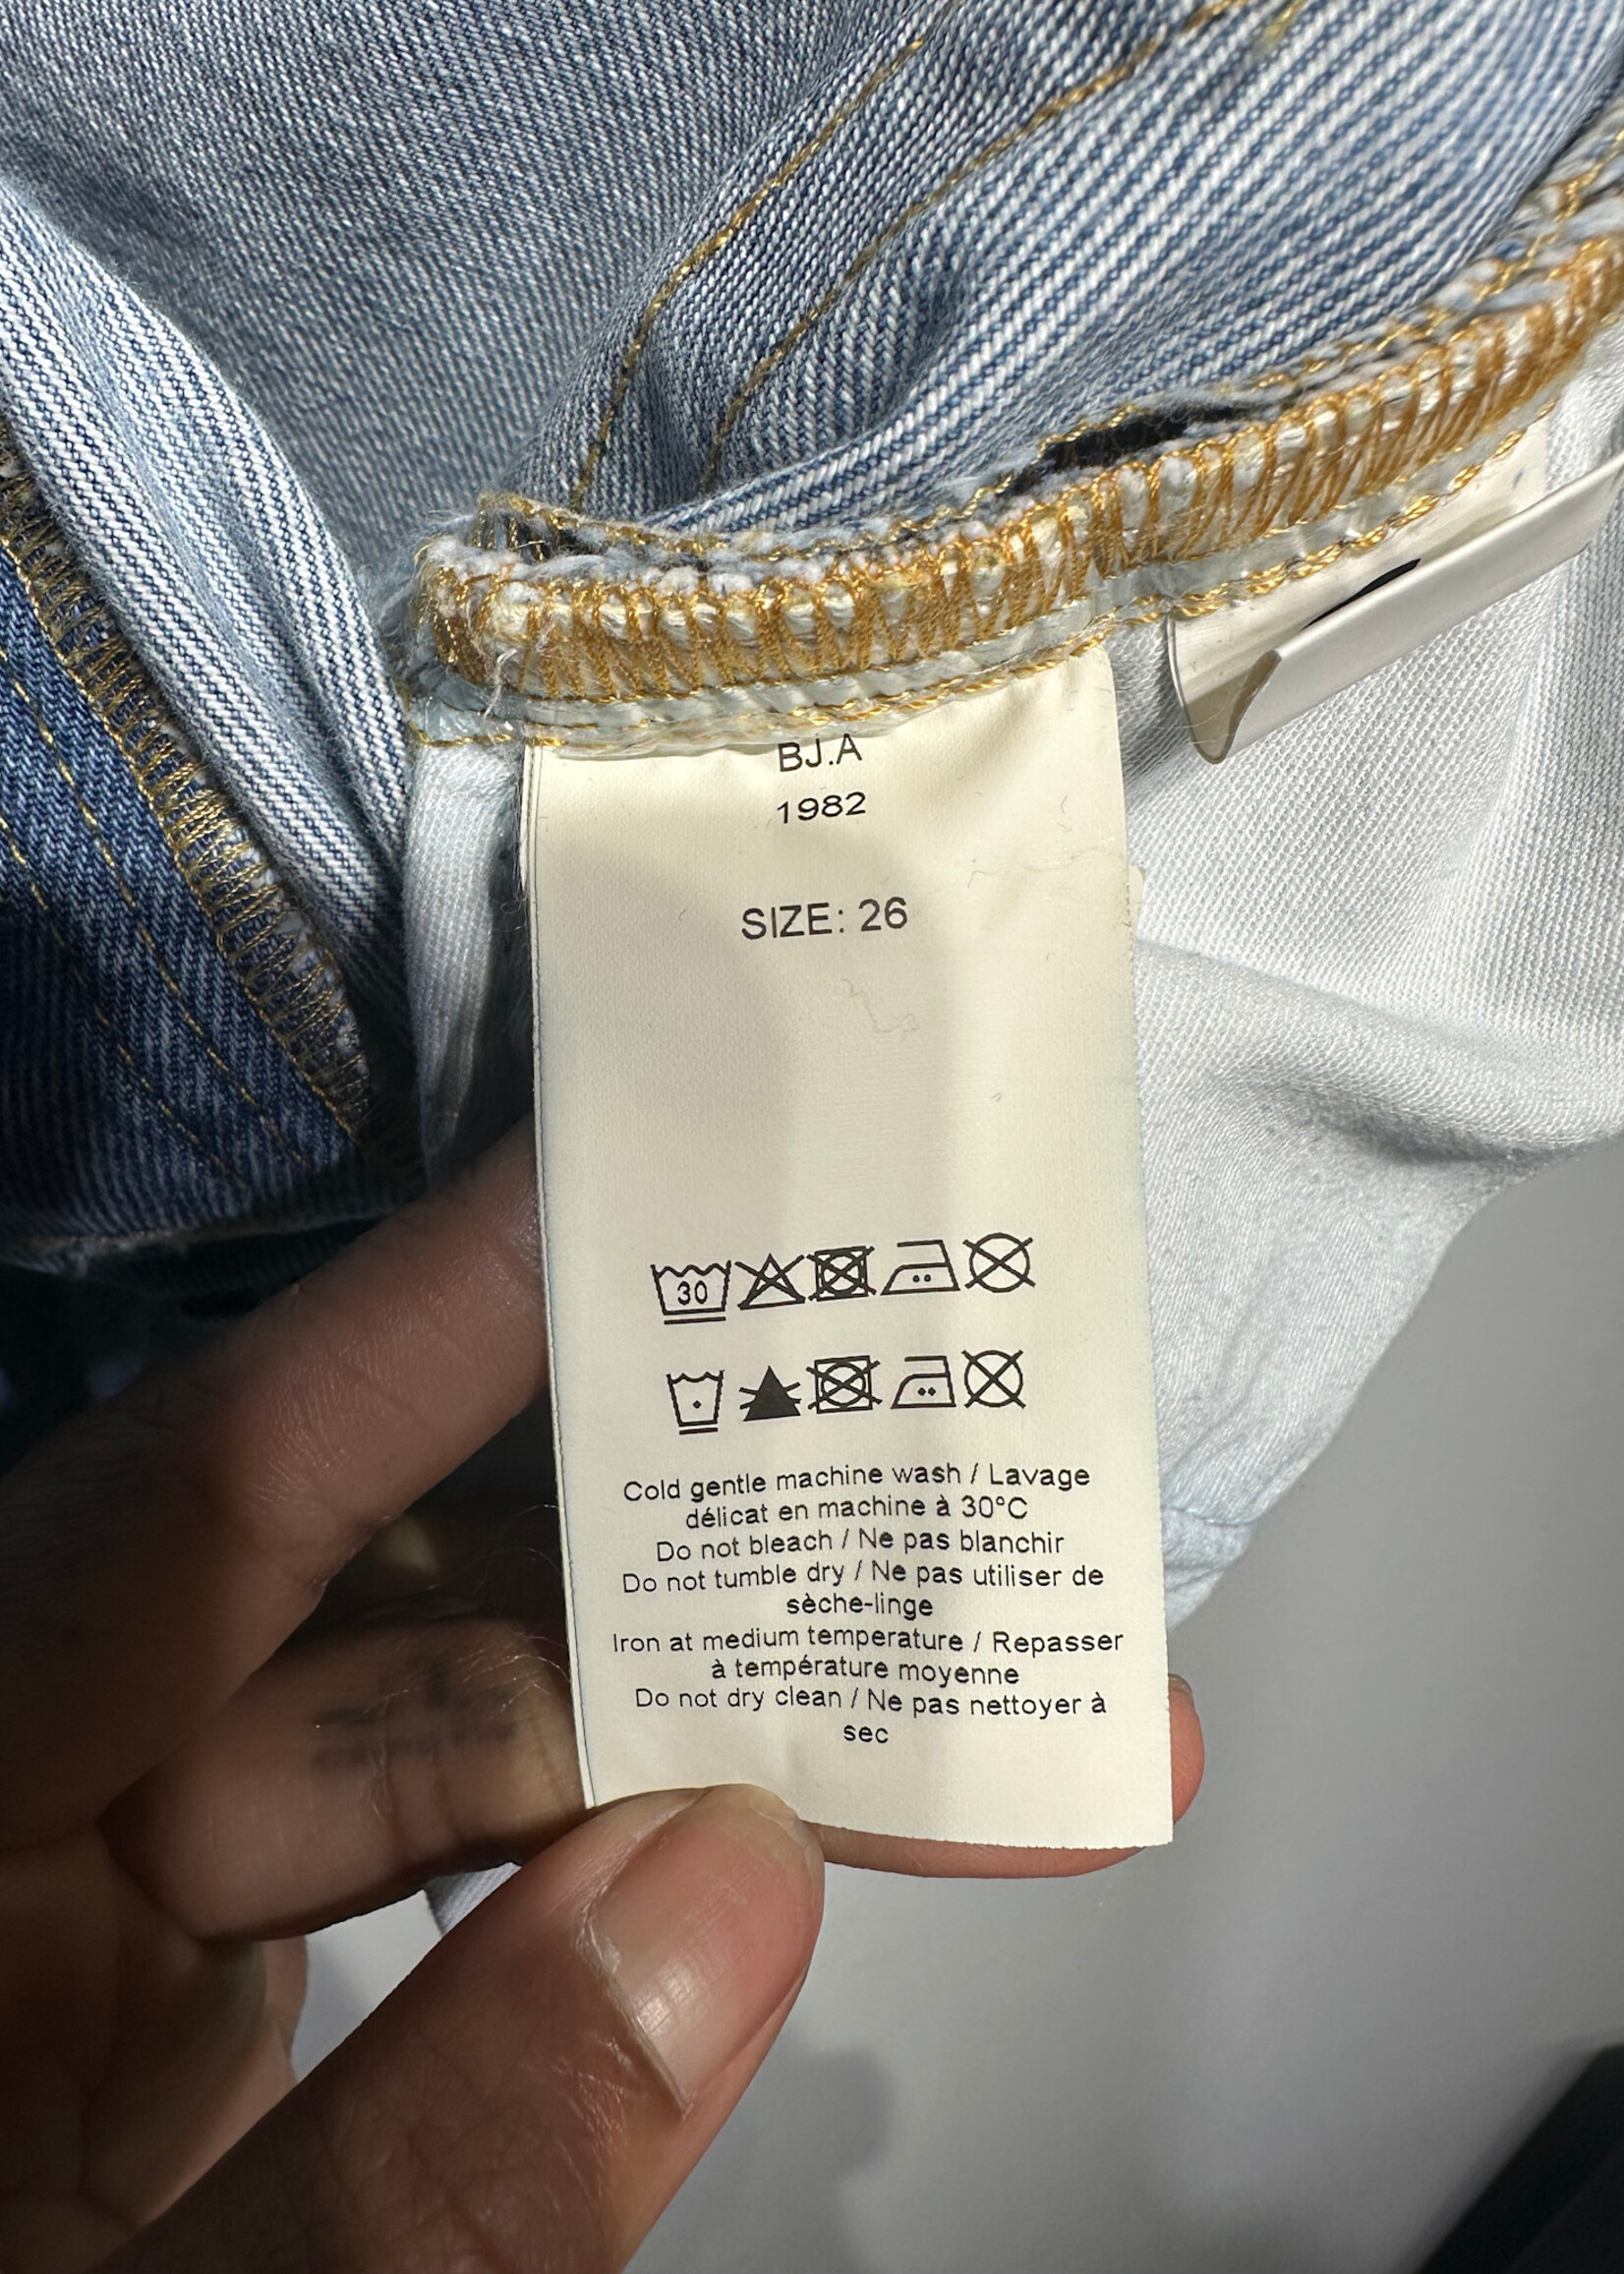 BJ.A
1982
SIZE: 26
30
Cold gentle machine wash / Lavage
délicat en machine à 30°C
Do not bleach / Ne pas blanchir
Do not tumble dry / Ne pas utiliser de
sèche-linge
Iron at medium temperature / Repasser
à température moyenne
Do not dry clean / Ne pas nettoyer à
sec